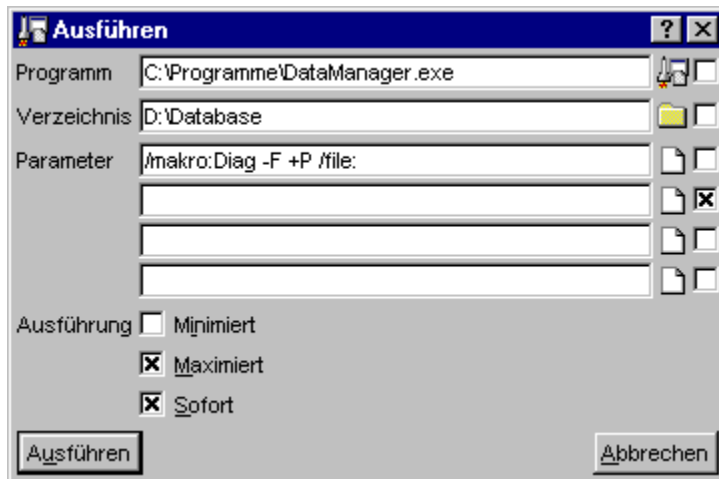 Ausführen
Programm C:\Programme\DataManager.exe
Verzeichnis D:\Database
Parameter /makro:Diag -F +P /file:
Ausführung Minimiert
Maximiert
Sofort
Ausführen Abbrechen